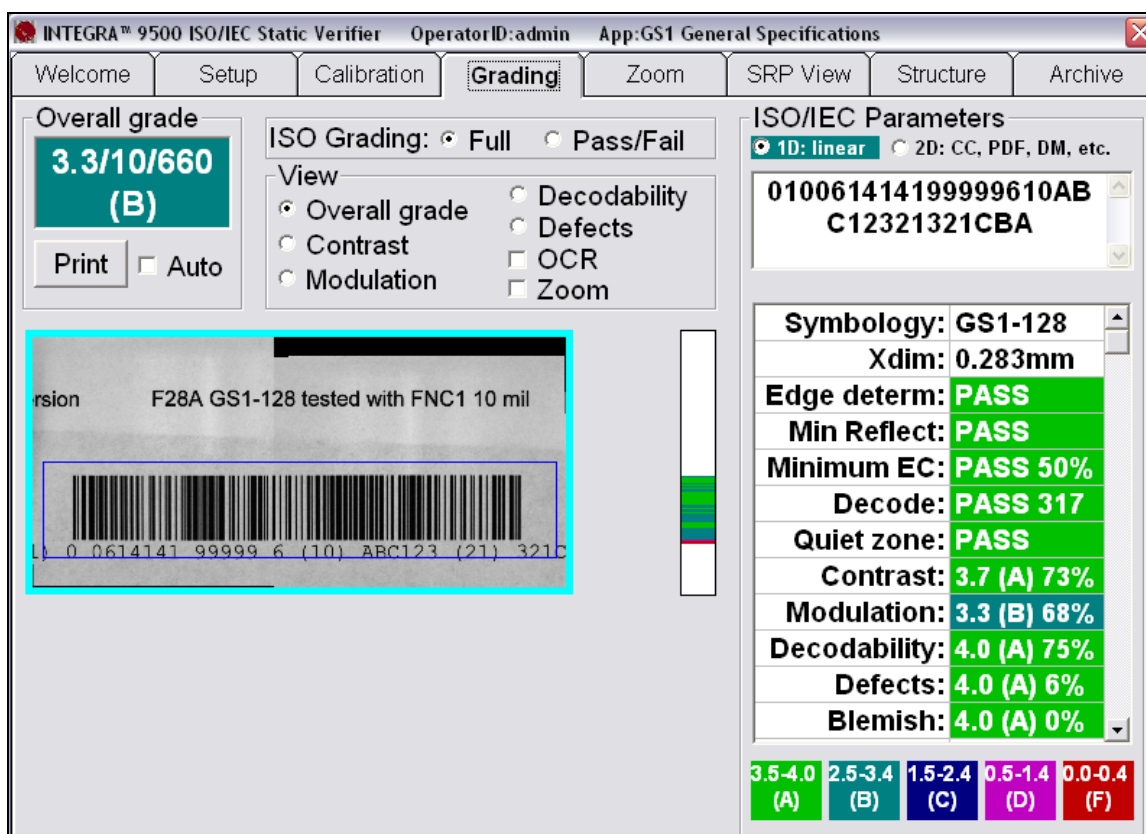 INTEGRA™ 9500 ISO/IEC Static Verifier OperatorID:admin App:GS1 General Specifications
Welcome Setup Calibration Grading Zoom SRP View Structure Archive
Overall grade
3.3/10/660
(B)
Print Auto
ISO Grading: Full Pass/Fail
View
Overall grade
Contrast
Modulation
Decodability
Defects
OCR
Zoom
rsion F28A GS1-128 tested with FNC1 10 mil
1) 0 0614141 99999 6 (10) ABC123 (21) 321C
ISO/IEC Parameters
1D: linear 2D: CC, PDF, DM, etc.
010061414199999610AB
C12321321CBA
Symbology: GS1-128
Xdim: 0.283mm
Edge determ: PASS
Min Reflect: PASS
Minimum EC: PASS 50%
Decode: PASS 317
Quiet zone: PASS
Contrast: 3.7 (A) 73%
Modulation: 3.3 (B) 68%
Decodability: 4.0 (A) 75%
Defects: 4.0 (A) 6%
Blemish: 4.0 (A) 0%
3.5-4.0 2.5-3.4 1.5-2.4 0.5-1.4 0.0-0.4
(A) (B) (C) (D) (F)